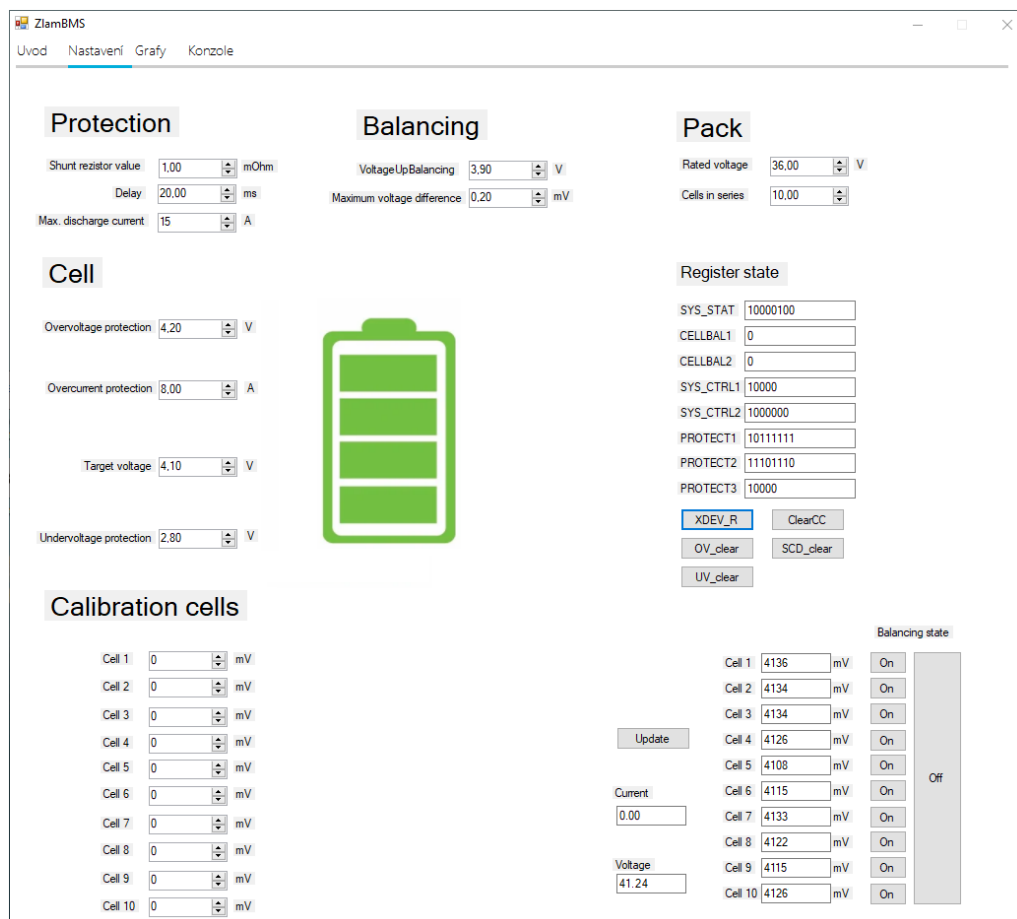 ZlamBMS
Uvod Nastavení Grafy Konzole
Protection
Shunt rezistor value 1,00 mOhm
Delay 20,00 ms
Max. discharge current 15 A
Balancing
VoltageUpBalancing 3,90 V
Maximum voltage difference 0,20 mV
Pack
Rated voltage 36,00 V
Cells in series 10,00
Cell
Overvoltage protection 4,20 V
Overcurrent protection 8,00 A
Target voltage 4,10 V
Undervoltage protection 2,80 V
Register state
SYS_STAT 10000100
CELLBAL1 0
CELLBAL2 0
SYS_CTRL1 10000
SYS_CTRL2 1000000
PROTECT1 10111111
PROTECT2 11101110
PROTECT3 10000
XDEV_R ClearCC
OV_clear SCD_clear
UV_clear
Calibration cells
Cell 1 0 mV
Cell 2 0 mV
Cell 3 0 mV
Cell 4 0 mV
Cell 5 0 mV
Cell 6 0 mV
Cell 7 0 mV
Cell 8 0 mV
Cell 9 0 mV
Cell 10 0 mV
Update
Current
0.00
Voltage
41.24
Balancing state
Cell 1 4136 mV On
Cell 2 4134 mV On
Cell 3 4134 mV On
Cell 4 4126 mV On
Cell 5 4108 mV On
Cell 6 4115 mV On
Cell 7 4133 mV On
Cell 8 4122 mV On
Cell 9 4115 mV On
Cell 10 4126 mV On
Off